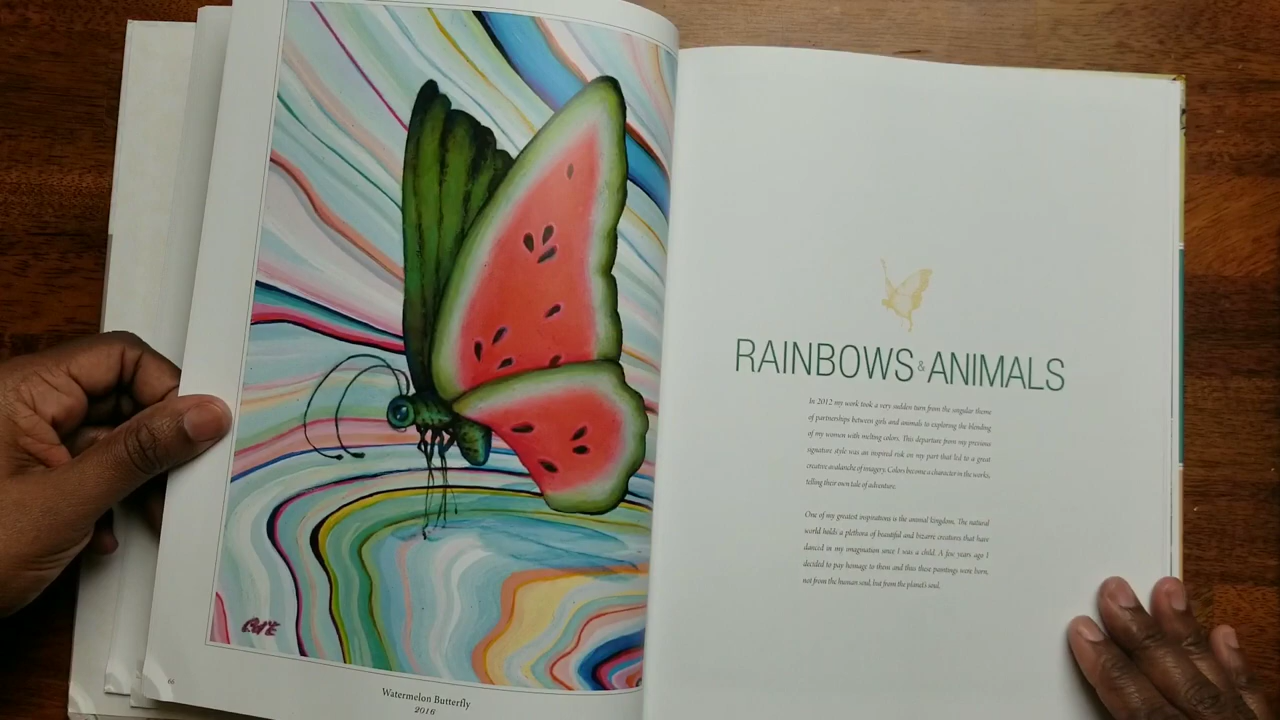 66
Watermelon Butterfly
2016
RAINBOWS & ANIMALS
In 2012 my work took a very sudden turn from the singular theme
of partnerships between girls and animals to exploring the blending
of my women with melting colors. This departure from my previous
signature style was an inspired risk on my part that led to a great
creative avalanche of imagery. Colors become a character in the works,
telling their own tale of adventure.
One of my greatest inspirations is the animal kingdom. The natural
world holds a plethora of beautiful and bizarre creatures that have
danced in my imagination since I was a child. A few years ago I
decided to pay homage to them and thus these paintings were born,
not from the human soul, but from the planet's soul.